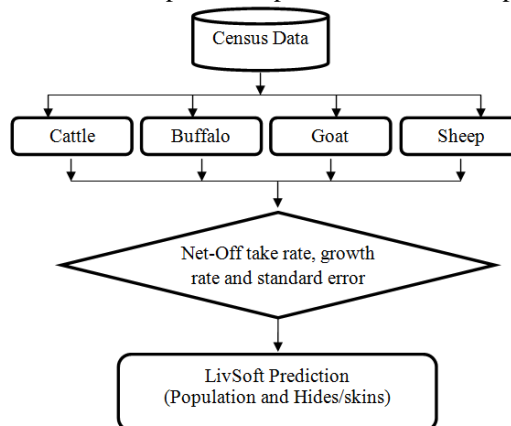 Census Data
Cattle
Buffalo
Goat
Sheep
Net-Off take rate, growth
rate and standard error
LivSoft Prediction
(Population and Hides/skins)